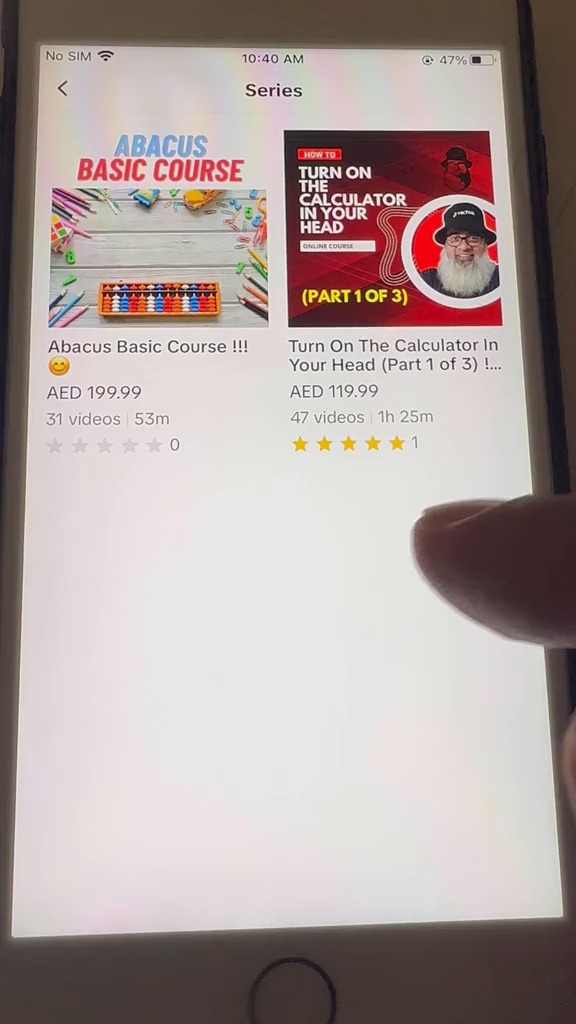 No SIM
10:40 AM
47%
Series
ABACUS
BASIC COURSE
HOW TO
TURN ON
THE
CALCULATOR
IN YOUR
HEAD
ONLINE COURSE
(PART 1 OF 3)
Abacus Basic Course !!!
😊
AED 199.99
31 videos | 53m
0
Turn On The Calculator In
Your Head (Part 1 of 3) !...
AED 119.99
47 videos | 1h 25m
1